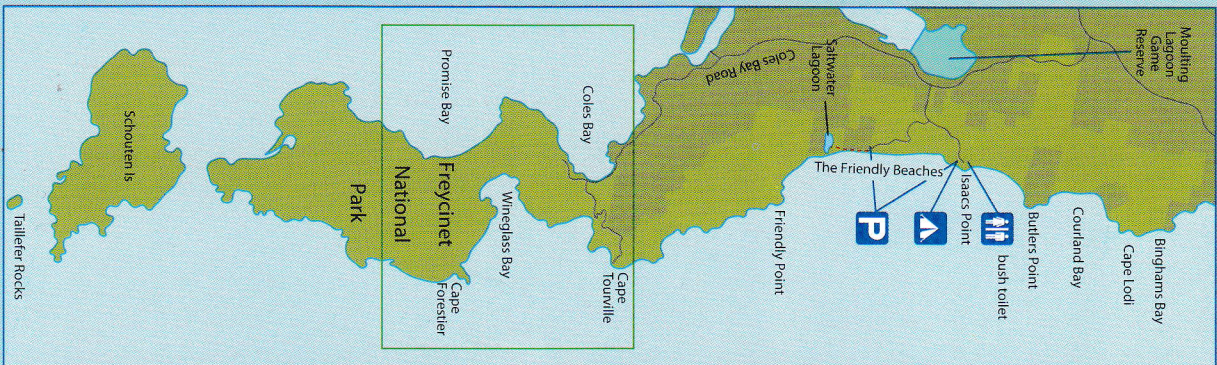 Moulting
Lagoon
Game
Reserve
Binghams Bay
Cape Lodi
Courland Bay
Butlers Point
bush toilet
Isaacs Point
The Friendly Beaches
P
Saltwater
Lagoon
Friendly Point
Coles Bay Road
Coles Bay
Cape
Tourville
Wineglass Bay
Promise Bay
Freycinet
National
Park
Cape
Forestier
Schouten Is
Taillefer Rocks